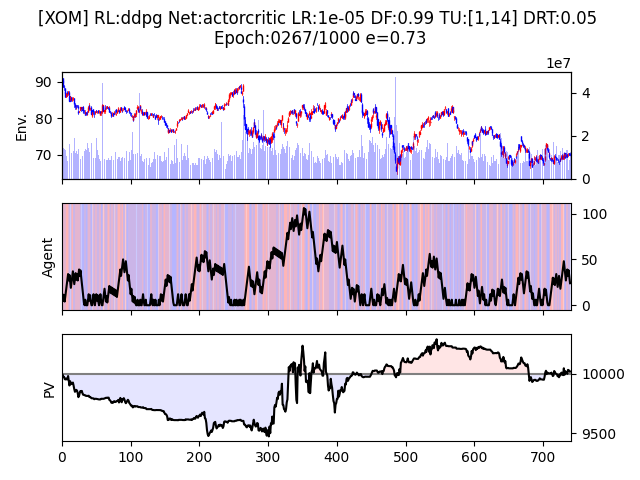 [XOM] RL:ddpg Net:actorcritic LR:1e-05 DF:0.99 TU:[1,14] DRT:0.05
Epoch:0267/1000 e=0.73
1e7
Env.
90
80
70
4
2
0
Agent
100
50
0
PV
10000
9500
0 100 200 300 400 500 600 700